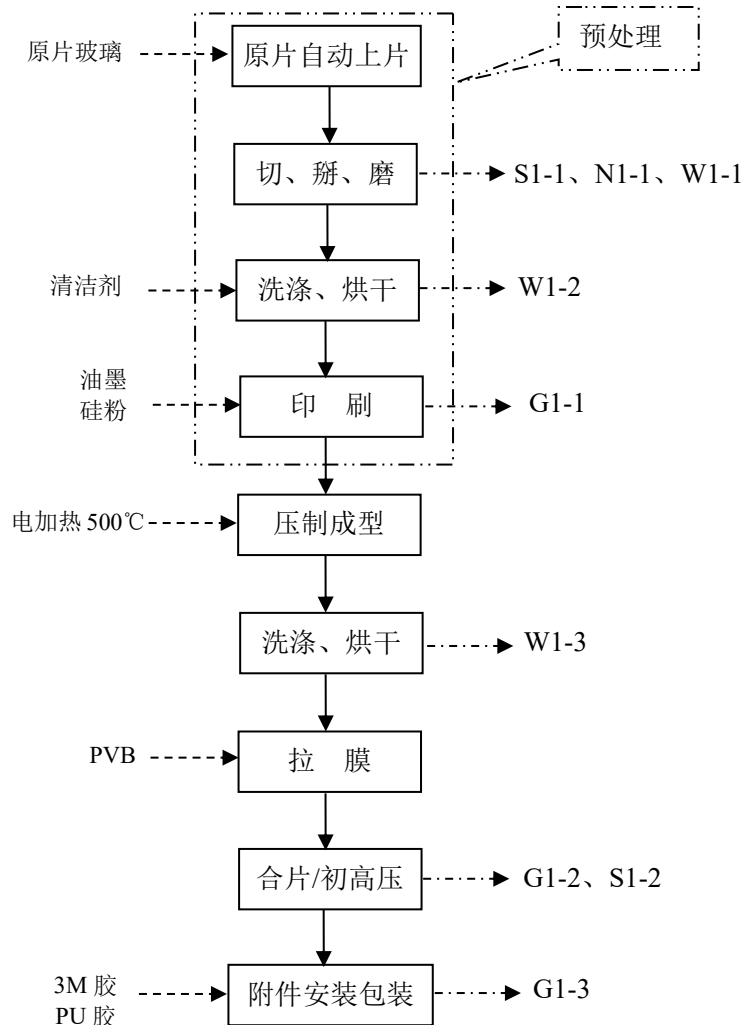 预处理
原片玻璃
原片自动上片
切、掰、磨
S1-1、N1-1、W1-1
清洁剂
洗涤、烘干
W1-2
油墨
硅粉
印 刷
G1-1
电加热 500℃
压制成型
洗涤、烘干
W1-3
PVB
拉 膜
合片/初高压
G1-2、S1-2
3M 胶
PU 胶
附件安装包装
G1-3